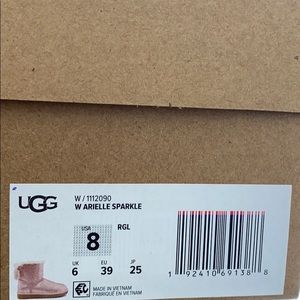 UGG
W / 1112090
W ARIELLE SPARKLE
USA
8
RGL
UK EU JP
6 39 25
MADE IN VIETNAM
FABRIQUÉ EN VIETNAM
1 92410 69138 8